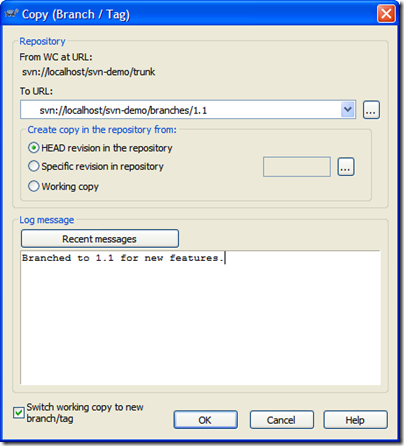 Copy (Branch / Tag)
Repository
From WC at URL:
svn://localhost/svn-demo/trunk
To URL:
svn://localhost/svn-demo/branches/1.1
...
Create copy in the repository from:
HEAD revision in the repository
Specific revision in repository
...
Working copy
Log message
Recent messages
Branched to 1.1 for new features.
Switch working copy to new
branch/tag
OK
Cancel
Help